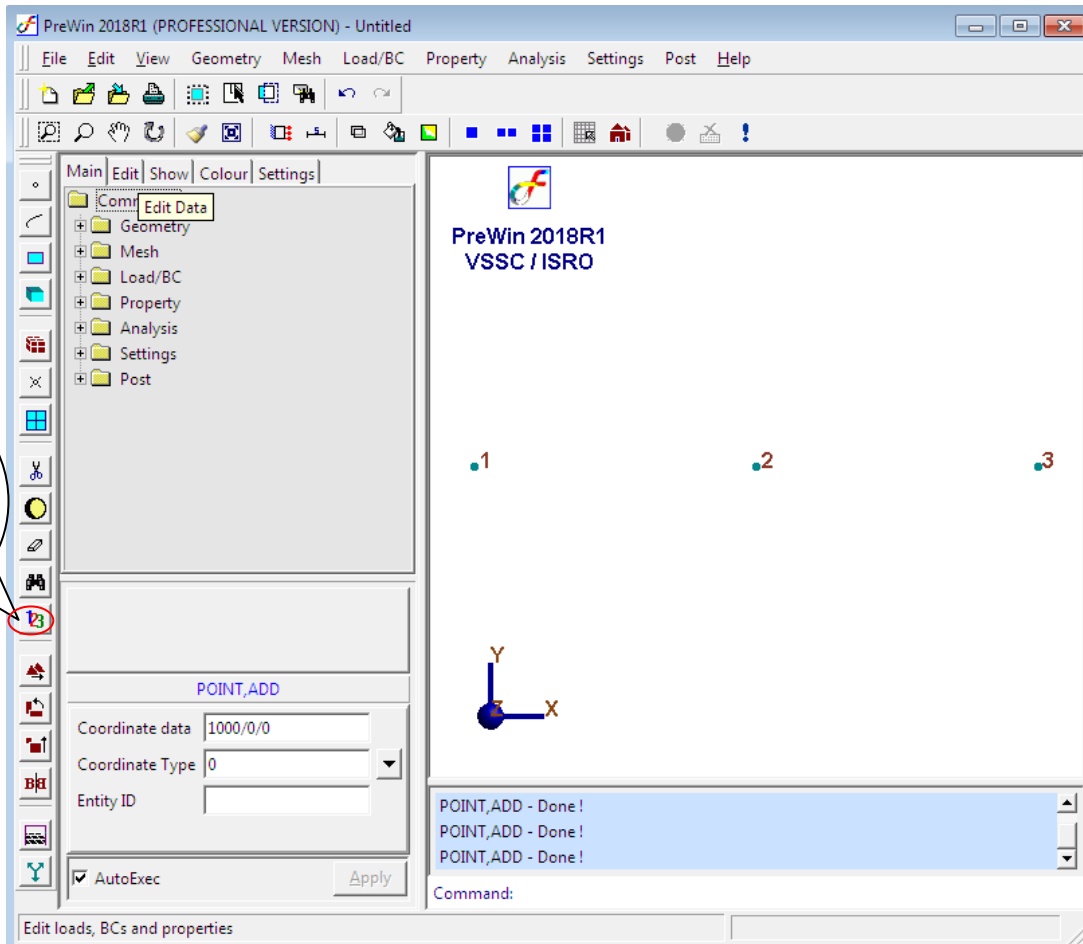 PreWin 2018R1 (PROFESSIONAL VERSION) - Untitled
File Edit View Geometry Mesh Load/BC Property Analysis Settings Post Help
Main Edit Show Colour Settings
Comm
Edit Data
Geometry
Mesh
Load/BC
Property
Analysis
Settings
Post
123
B B
PreWin 2018R1
VSSC / ISRO
1 2 3
Y
Z X
POINT,ADD
Coordinate data 1000/0/0
Coordinate Type 0
Entity ID
AutoExec Apply
POINT,ADD - Done !
POINT,ADD - Done !
POINT,ADD - Done !
Command:
Edit loads, BCs and properties